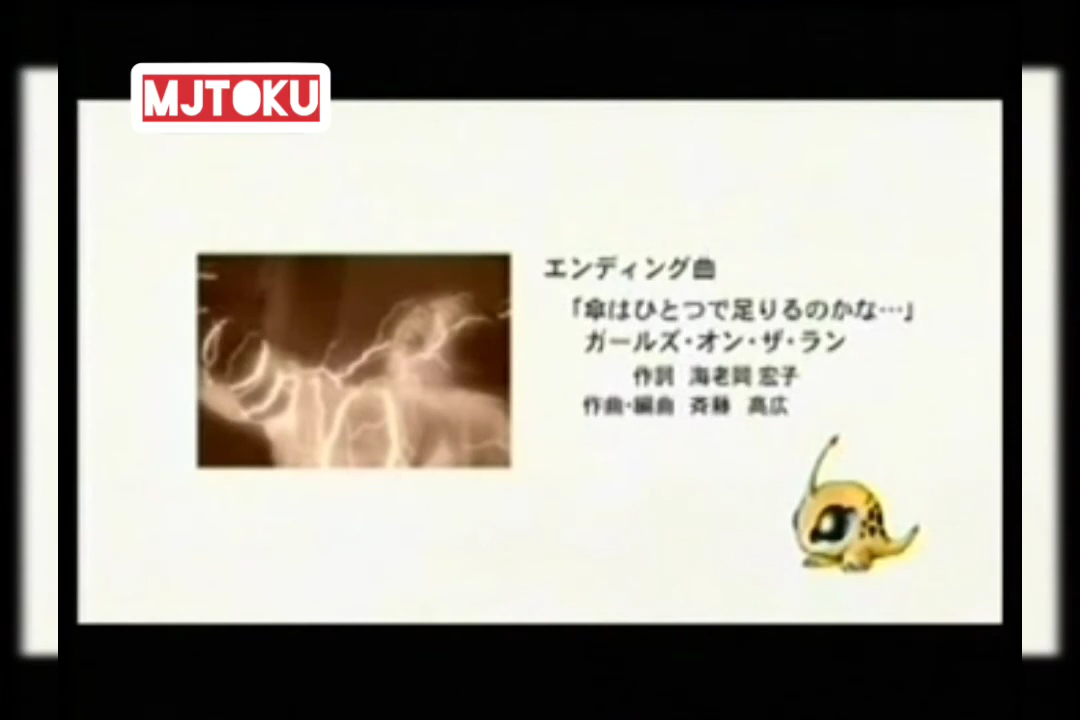 MJTOKU
エンディング曲
「傘はひとつで足りるのかな…」
ガールズ・オン・ザ・ラン
作詞 海老岡 宏子
作曲・編曲 斉藤 高広